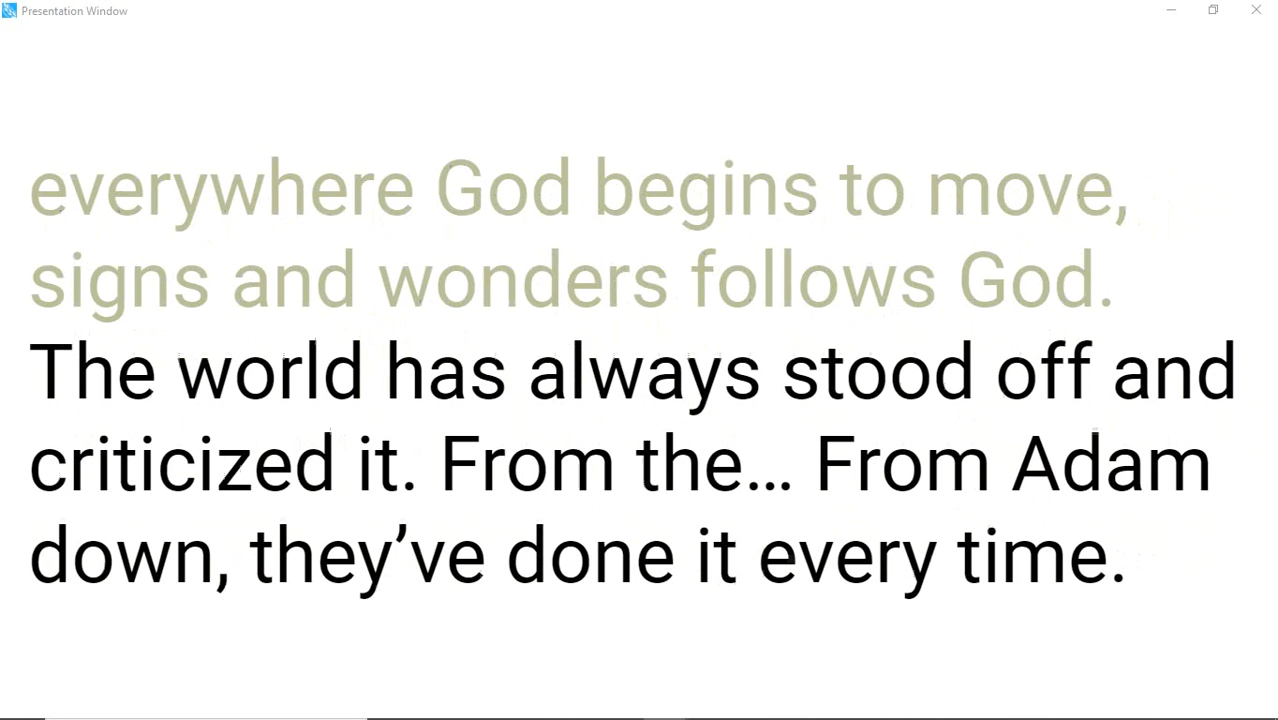 Presentation Window
everywhere God begins to move,
signs and wonders follows God.
The world has always stood off and
criticized it. From the… From Adam
down, they’ve done it every time.